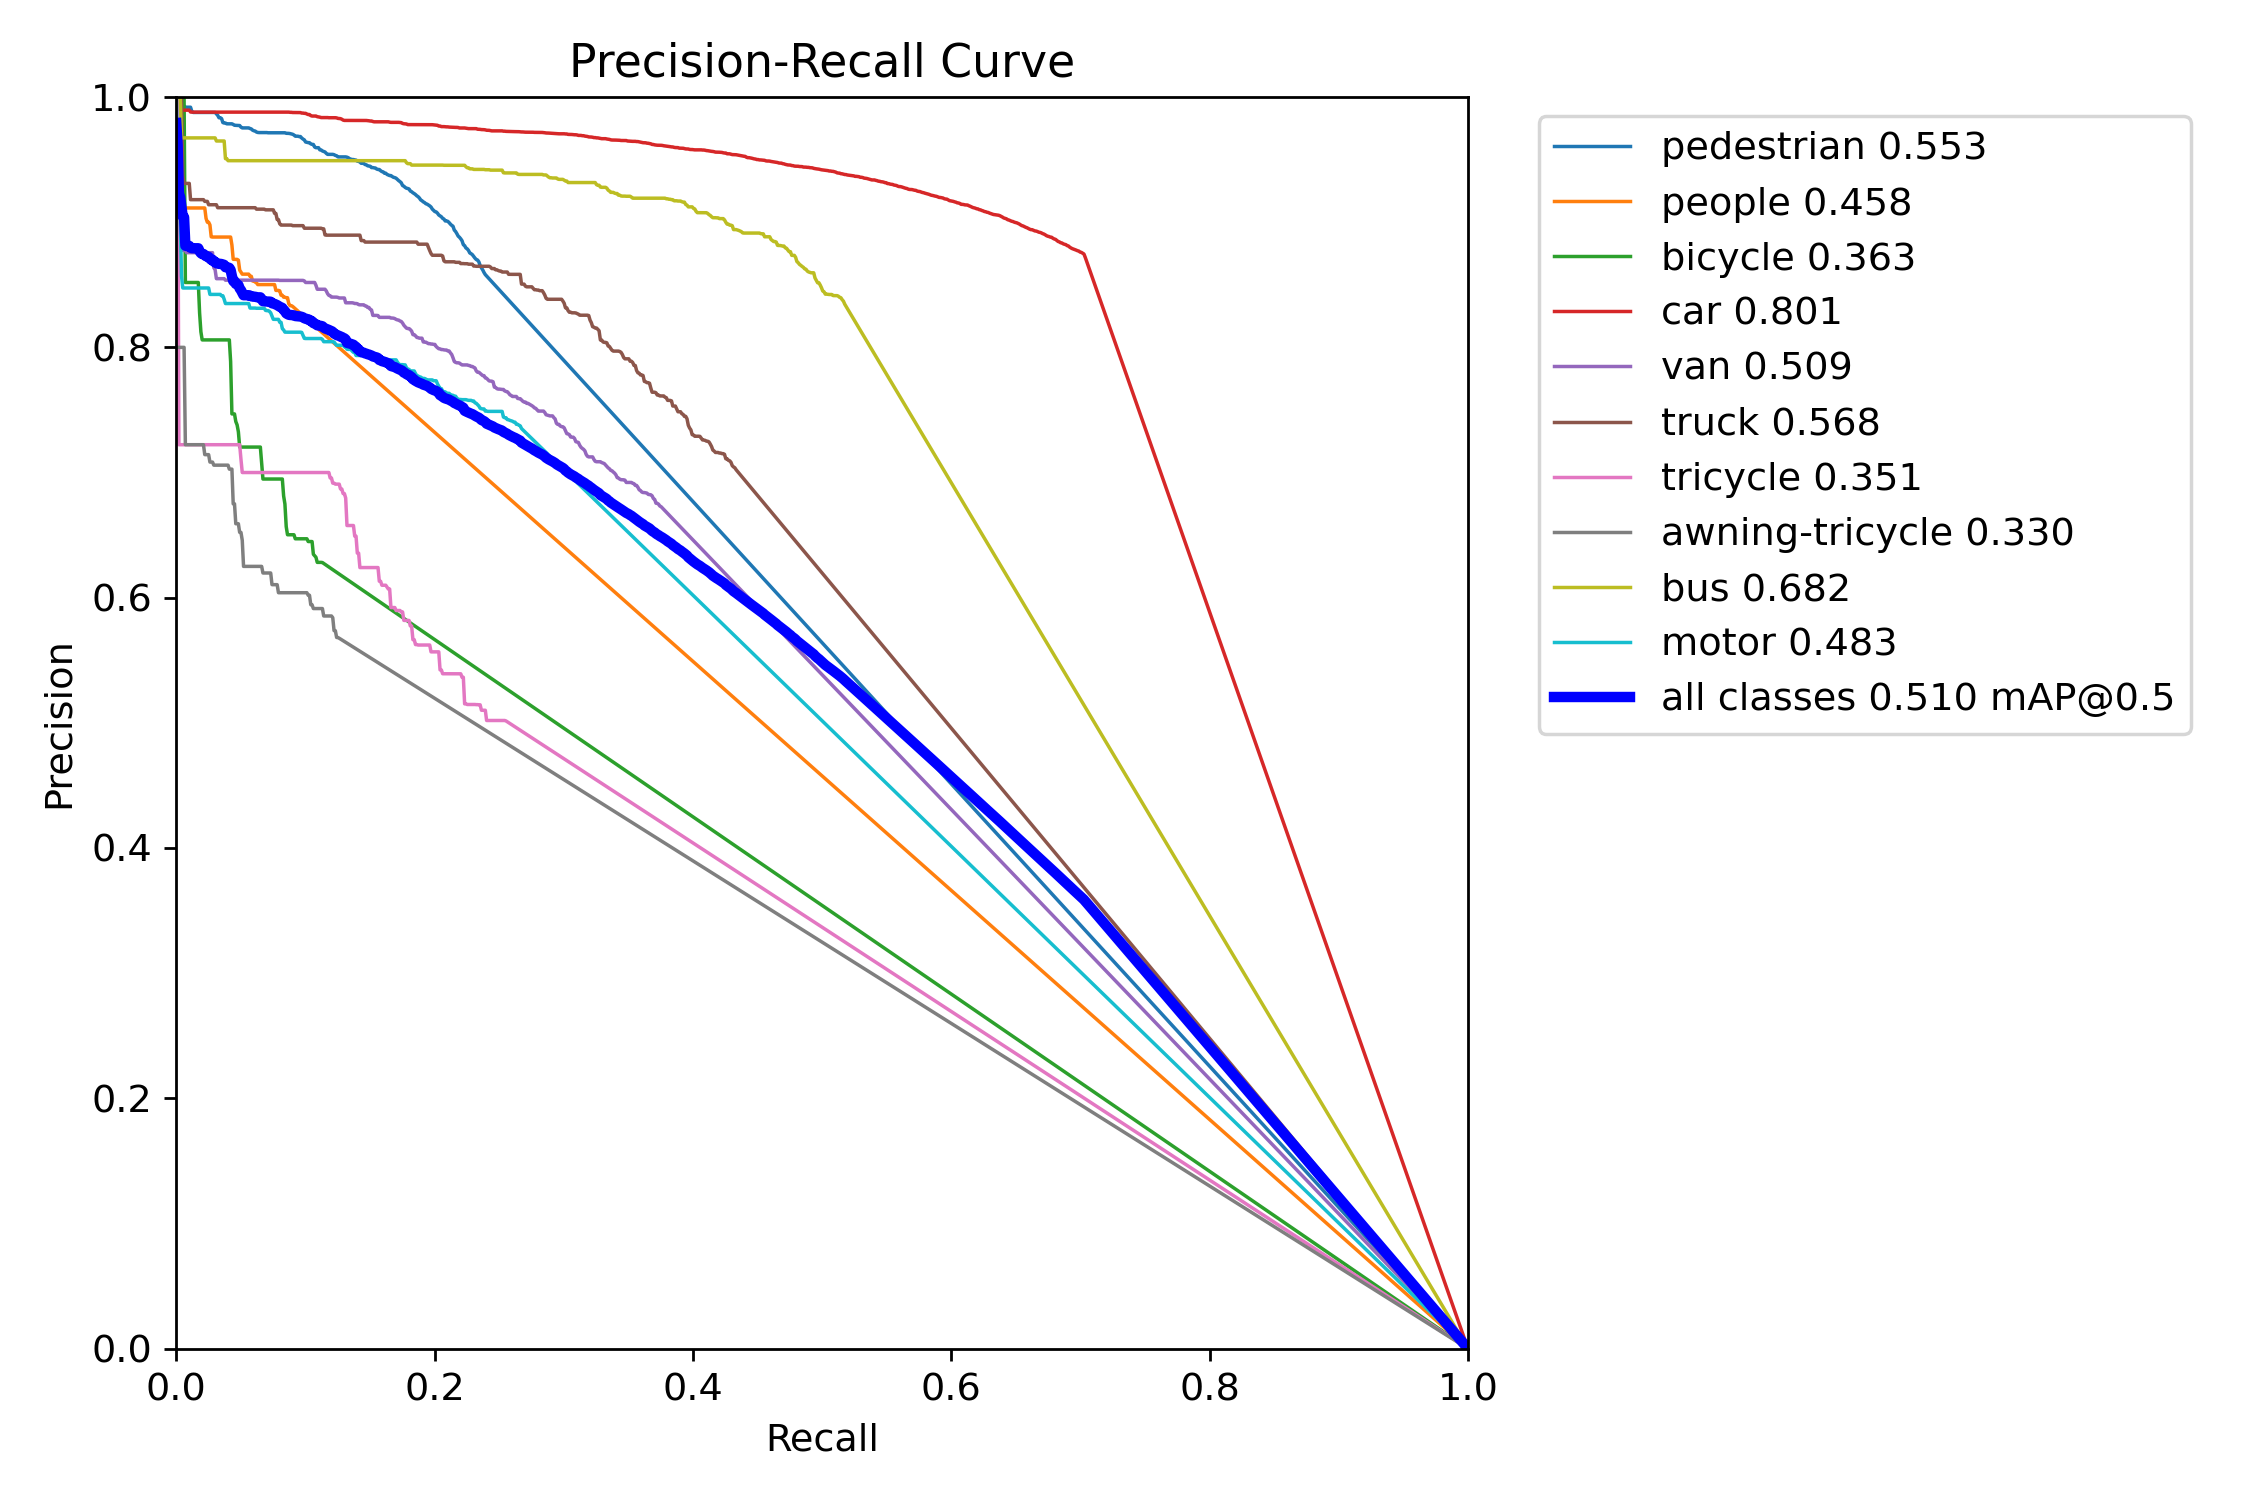 Precision-Recall Curve
1.0
0.8
0.6
0.4
0.2
0.0
Precision
0.0 0.2 0.4 0.6 0.8 1.0
Recall
pedestrian 0.553
people 0.458
bicycle 0.363
car 0.801
van 0.509
truck 0.568
tricycle 0.351
awning-tricycle 0.330
bus 0.682
motor 0.483
all classes 0.510 mAP@0.5